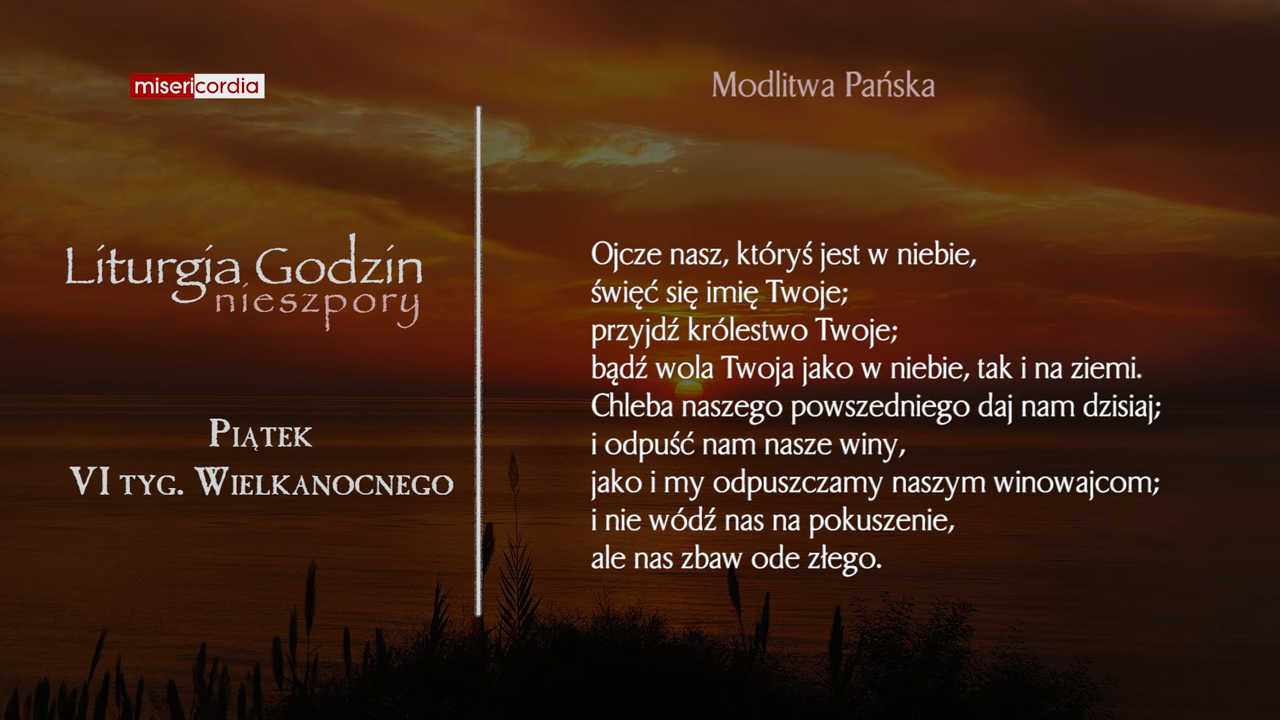 misericordia
Liturgia Godzin
nieszpory
Piątek
VI tyg. Wielkanocnego
Modlitwa Pańska
Ojcze nasz, któryś jest w niebie,
święć się imię Twoje;
przyjdź królestwo Twoje;
bądź wola Twoja jako w niebie, tak i na ziemi.
Chleba naszego powszedniego daj nam dzisiaj;
i odpuść nam nasze winy,
jako i my odpuszczamy naszym winowajcom;
i nie wódź nas na pokuszenie,
ale nas zbaw ode złego.